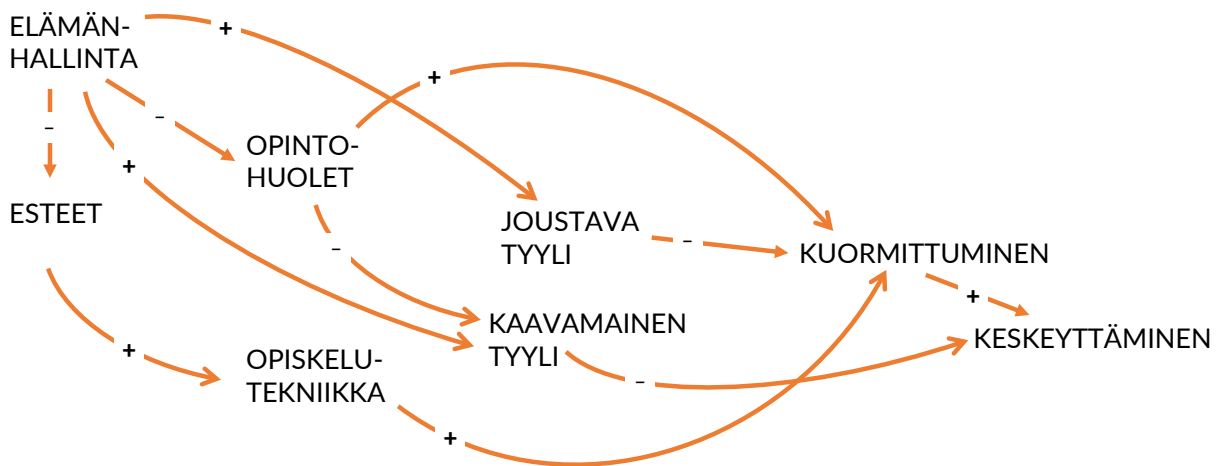 ELÄMÄN-
HALLINTA
+
+
–
–
OPINTO-
HUOLET
+
ESTEET
JOUSTAVA
TYYLI
–
–
KUORMITTUMINEN
+
KAAVAMAINEN
TYYLI
KESKEYTTÄMINEN
+
OPISKELU-
TEKNIIKKA
–
+